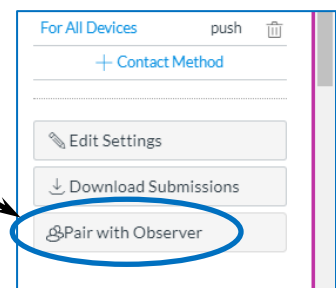 For All Devices push
+ Contact Method
Edit Settings
Download Submissions
Pair with Observer